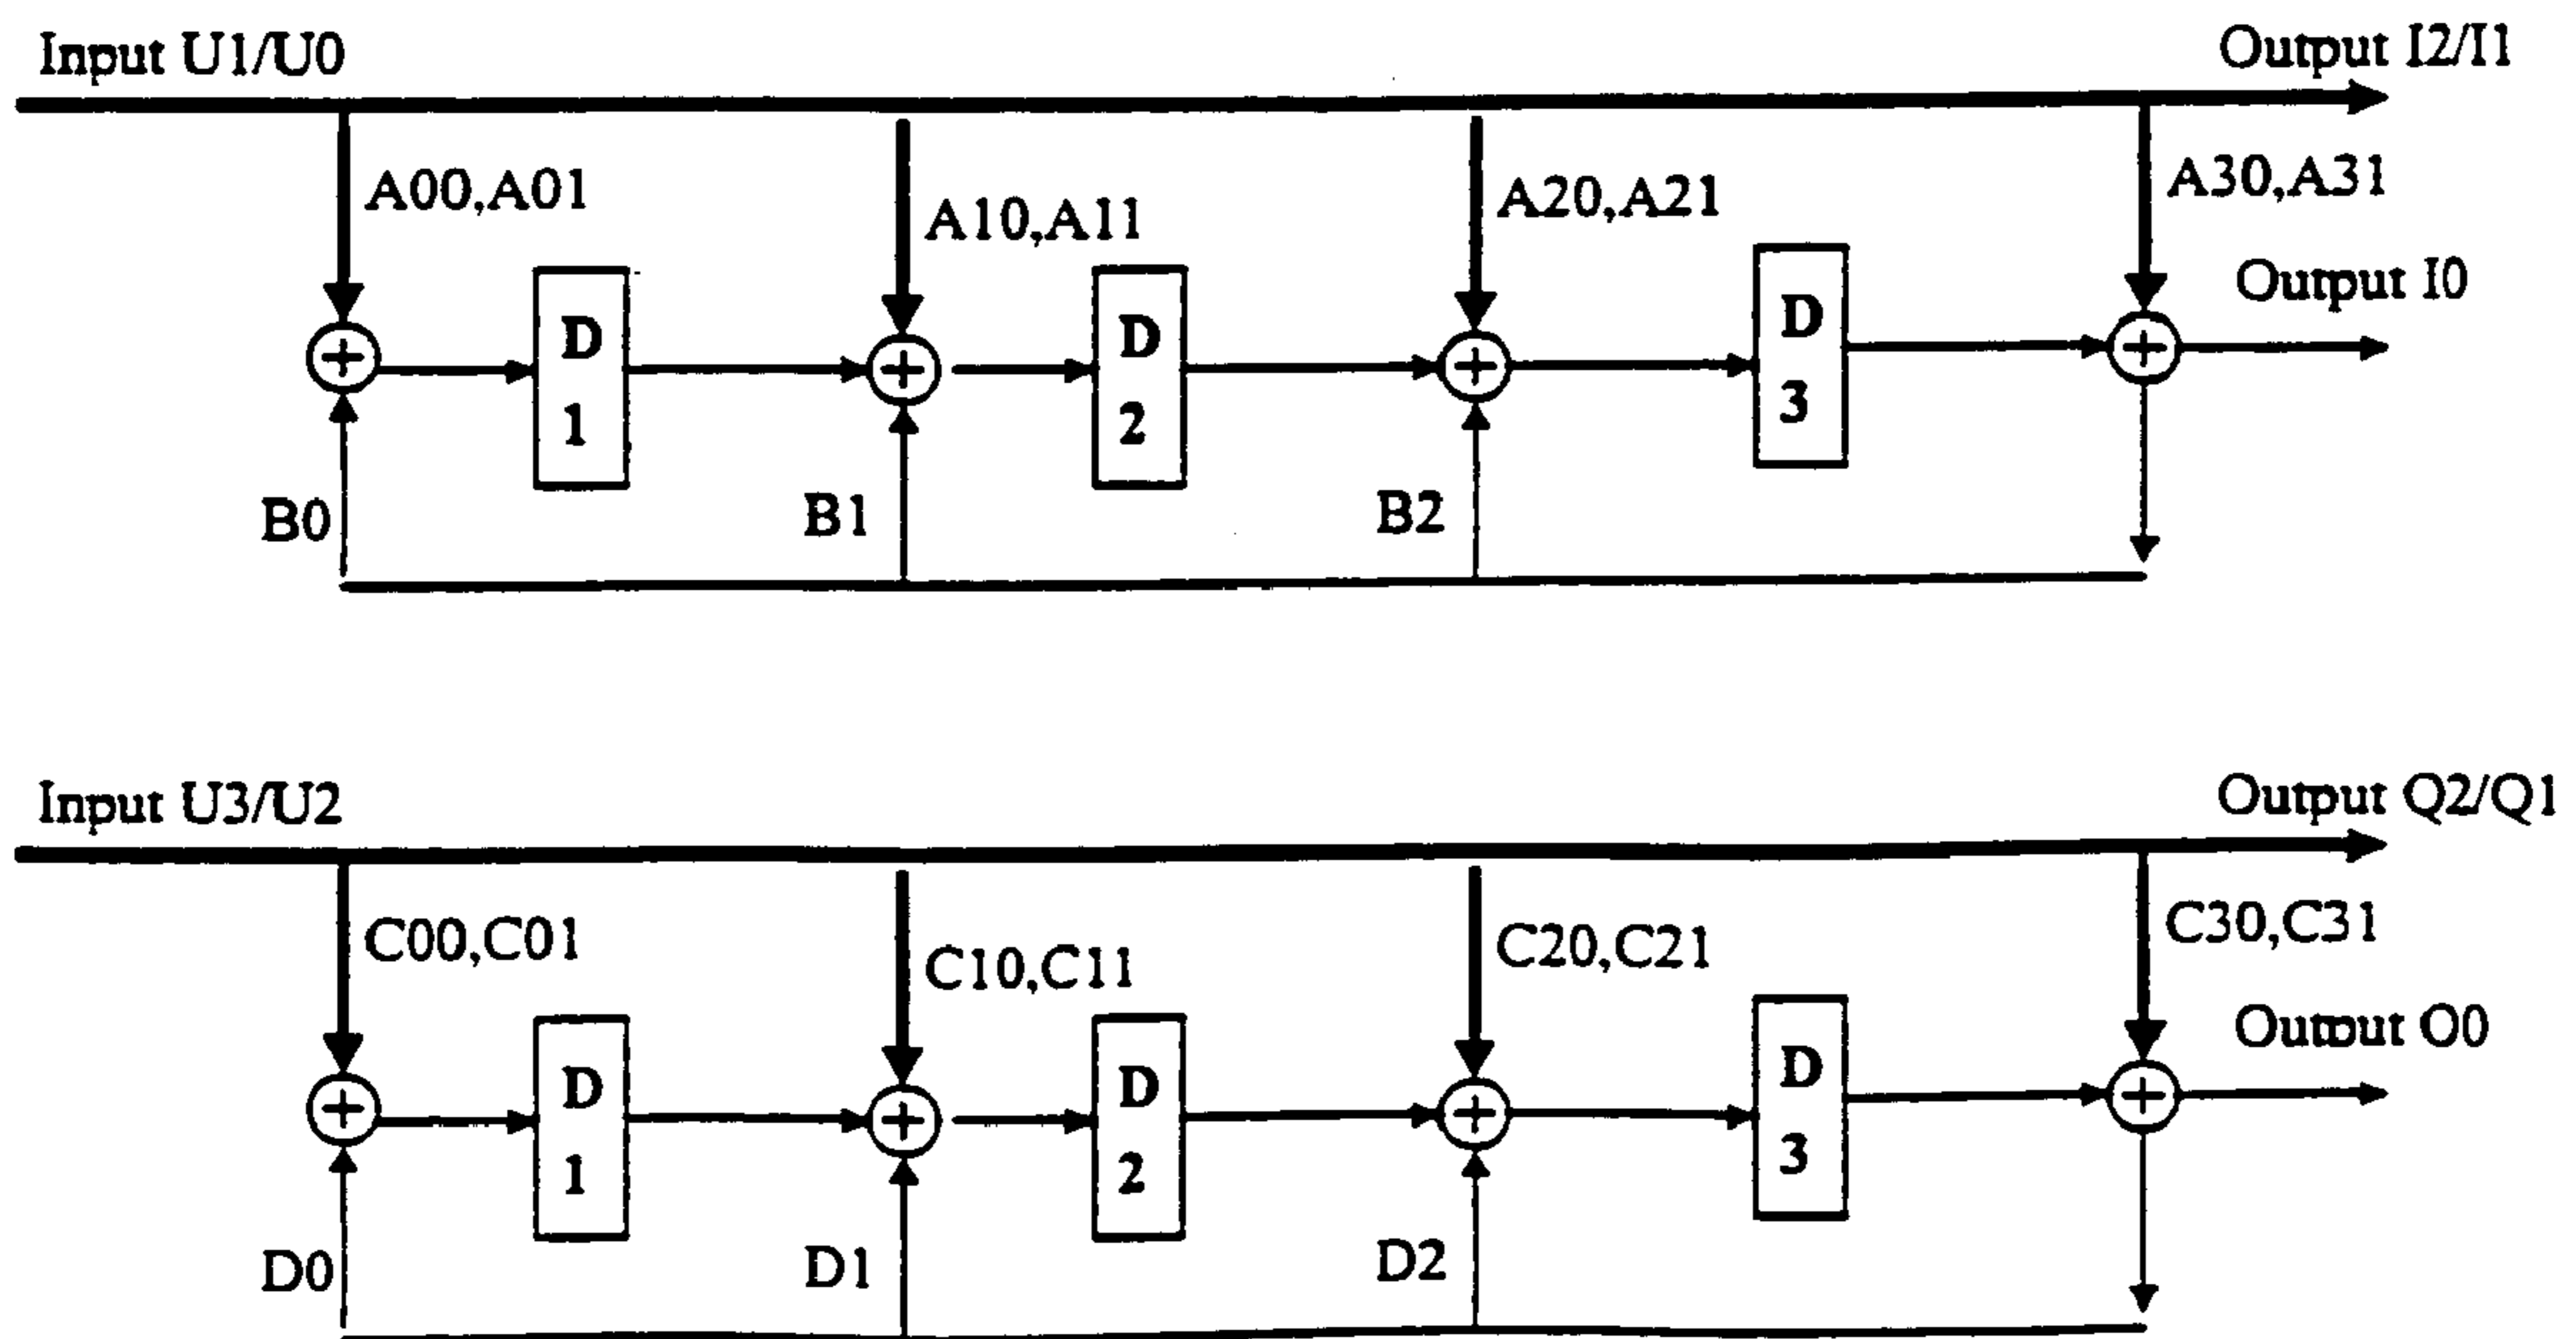 Input U1/U0
Output I2/I1
A00,A01
A10,A11
A20,A21
A30,A31
Output I0
D
1
D
2
D
3
B0
B1
B2
Input U3/U2
Output Q2/Q1
C00,C01
C10,C11
C20,C21
C30,C31
Output O0
D
1
D
2
D
3
D0
D1
D2